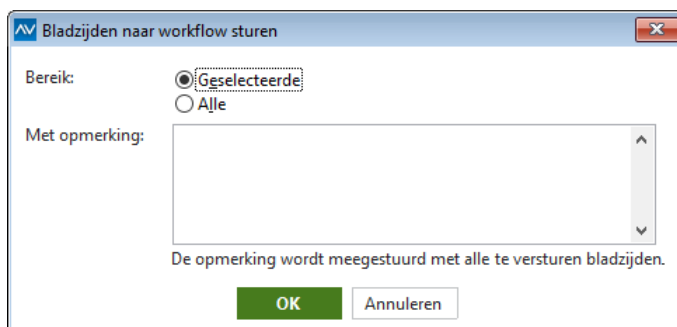 Bladzijden naar workflow sturen
Bereik:
Geselecteerde
Alle
Met opmerking:
De opmerking wordt meegestuurd met alle te versturen bladzijden.
OK
Annuleren